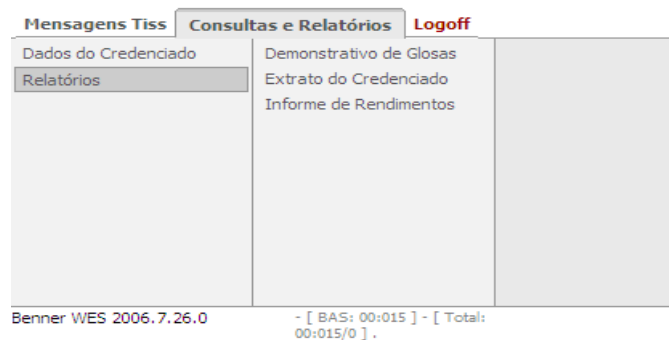 Mensagens Tiss Consultas e Relatórios Logoff
Dados do Credenciado
Relatórios
Demonstrativo de Glosas
Extrato do Credenciado
Informe de Rendimentos
Benner WES 2006.7.26.0
- [ BAS: 00:015 ] - [ Total:
00:015/0 ] .